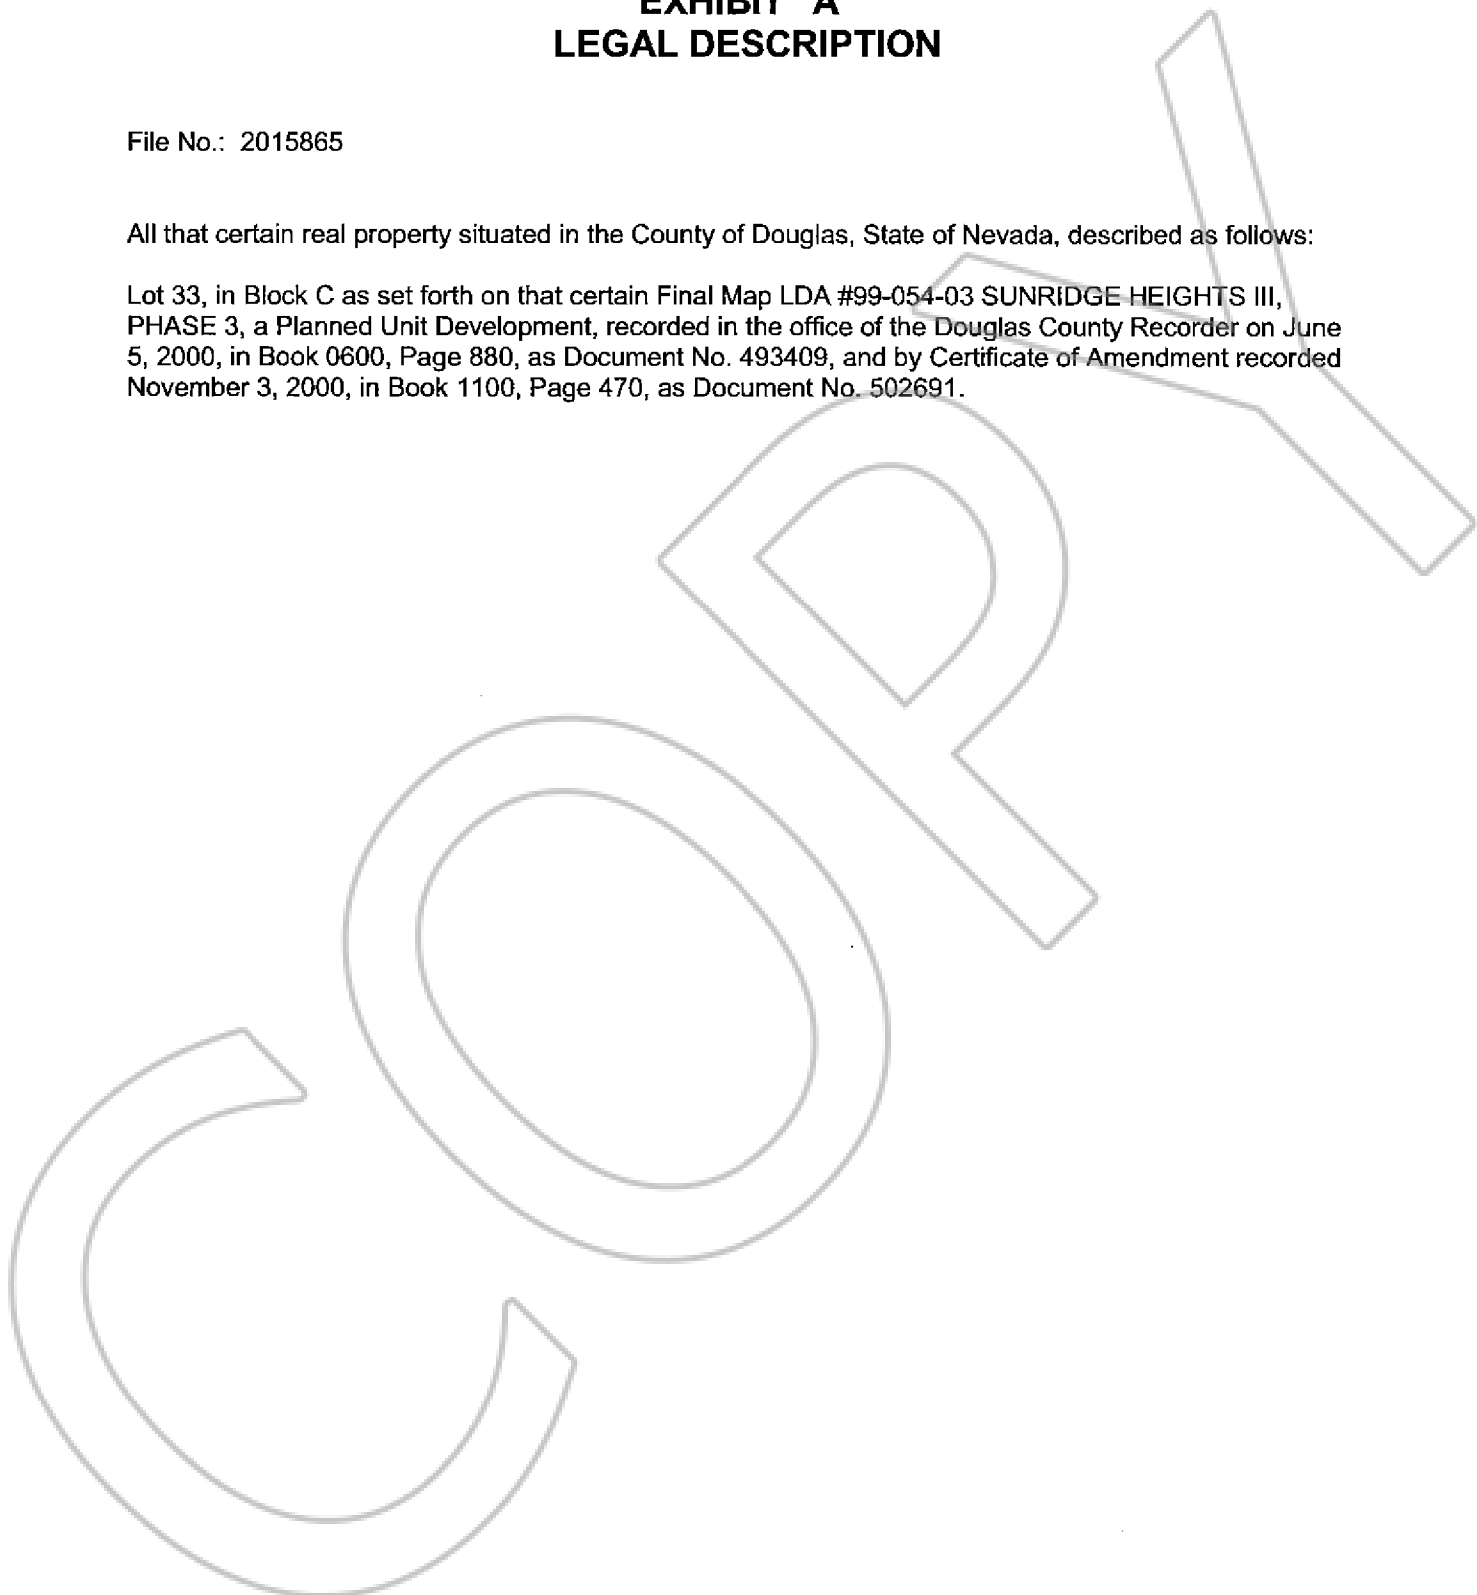 EXHIBIT "A"
LEGAL DESCRIPTION
File No.: 2015865
All that certain real property situated in the County of Douglas, State of Nevada, described as follows:
Lot 33, in Block C as set forth on that certain Final Map LDA #99-054-03 SUNRIDGE HEIGHTS III,
PHASE 3, a Planned Unit Development, recorded in the office of the Douglas County Recorder on June
5, 2000, in Book 0600, Page 880, as Document No. 493409, and by Certificate of Amendment recorded
November 3, 2000, in Book 1100, Page 470, as Document No. 502691.
COPY